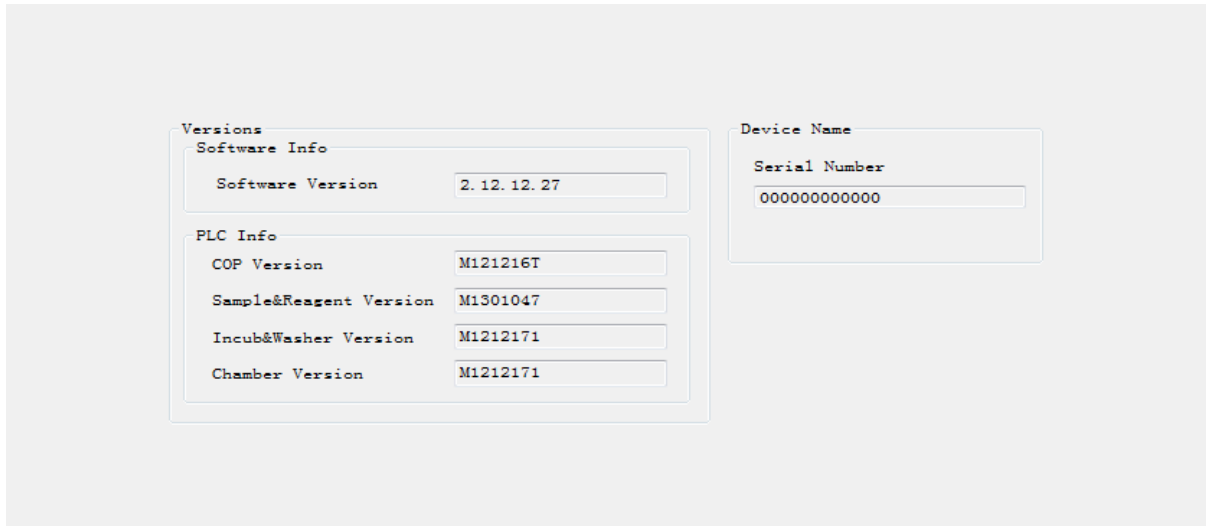 Versions
Software Info
Software Version 2.12.12.27
PLC Info
COP Version M121216T
Sample&Reagent Version M1301047
Incub&Washer Version M1212171
Chamber Version M1212171
Device Name
Serial Number
000000000000